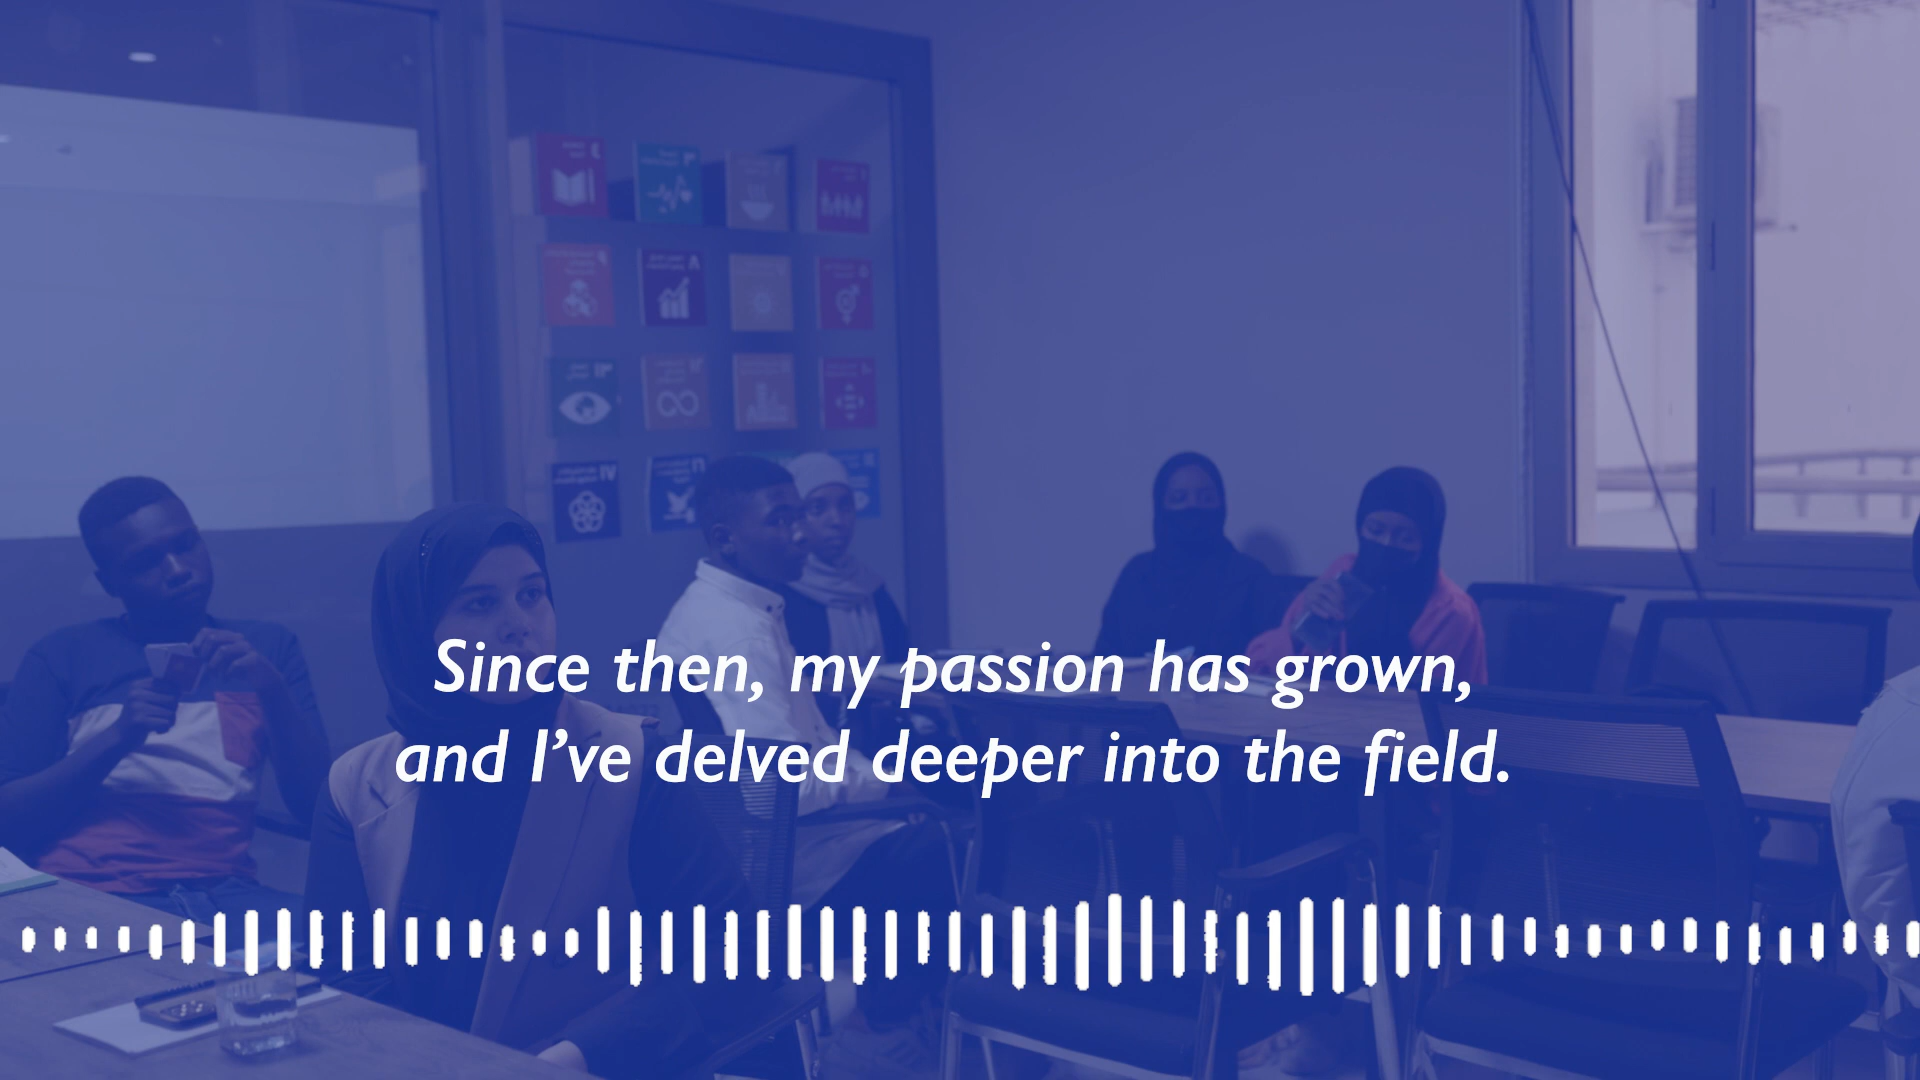 Since then, my passion has grown,
and I’ve delved deeper into the field.